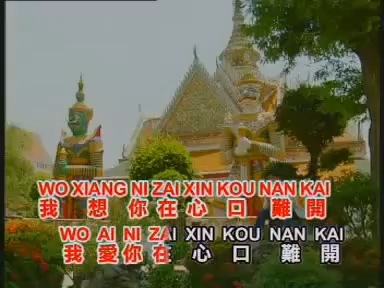 WO XIANG NI ZAI XIN KOU NAN KAI
我 想 你 在 心 口 難 開
WO AI NI ZAI XIN KOU NAN KAI
我 愛 你 在 心 口 難 開